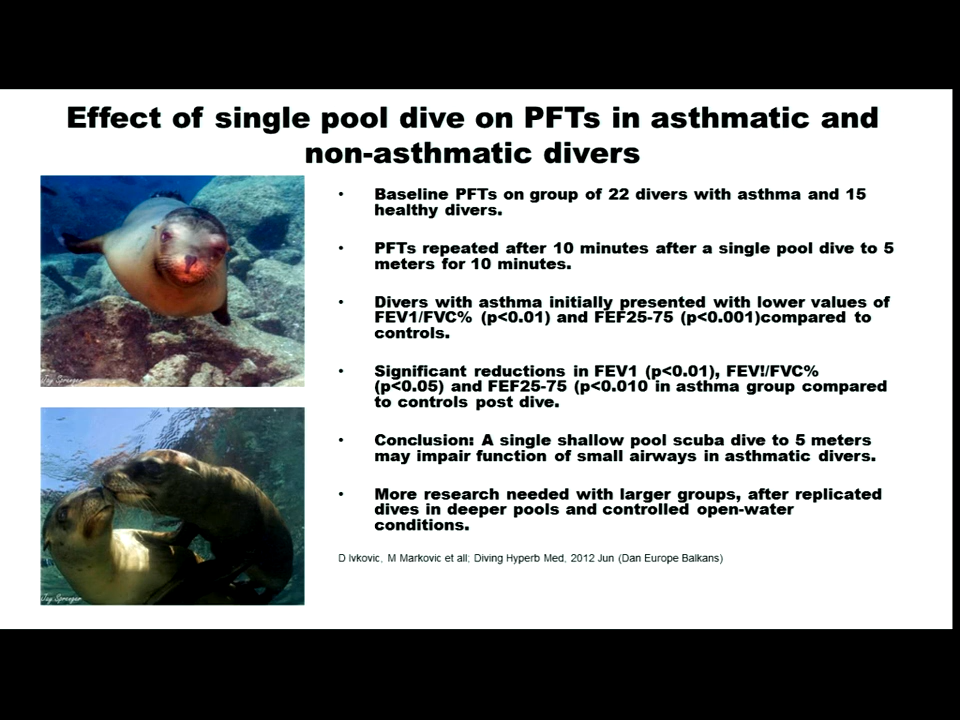 Effect of single pool dive on PFTs in asthmatic and
non-asthmatic divers
• Baseline PFTs on group of 22 divers with asthma and 15
healthy divers.
• PFTs repeated after 10 minutes after a single pool dive to 5
meters for 10 minutes.
• Divers with asthma initially presented with lower values of
FEV1/FVC% (p<0.01) and FEF25-75 (p<0.001)compared to
controls.
• Significant reductions in FEV1 (p<0.01), FEV!/FVC%
(p<0.05) and FEF25-75 (p<0.010 in asthma group compared
to controls post dive.
• Conclusion: A single shallow pool scuba dive to 5 meters
may impair function of small airways in asthmatic divers.
• More research needed with larger groups, after replicated
dives in deeper pools and controlled open-water
conditions.
D Ivkovic, M Markovic et all; Diving Hyperb Med, 2012 Jun (Dan Europe Balkans)
Jay Sprenger
Jay Sprenger